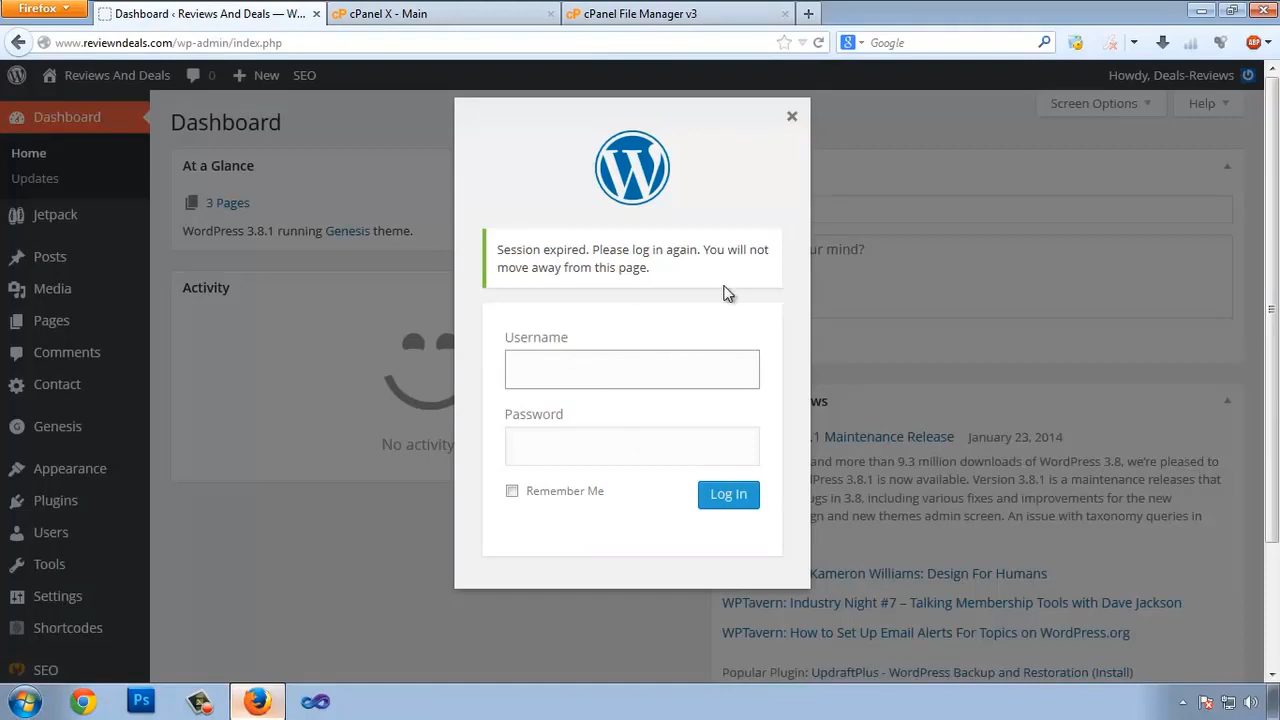 Firefox
Dashboard ‹ Reviews And Deals — W...
cPanel X - Main
cPanel File Manager v3
www.reviewndeals.com/wp-admin/index.php
Google
Reviews And Deals
0
New
SEO
Howdy, Deals-Reviews
Dashboard
Home
Updates
Jetpack
Posts
Media
Pages
Comments
Contact
Genesis
Appearance
Plugins
Users
Tools
Settings
Shortcodes
SEO
Dashboard
Screen Options
Help
At a Glance
3 Pages
WordPress 3.8.1 running Genesis theme.
Activity
No activity
Session expired. Please log in again. You will not
move away from this page.
Username
Password
Remember Me
Log In
ur mind?
ws
.1 Maintenance Release January 23, 2014
and more than 9.3 million downloads of WordPress 3.8, we're pleased to
WordPress 3.8.1 is now available. Version 3.8.1 is a maintenance releases that
ugs in 3.8, including various fixes and improvements for the new
gn and new themes admin screen. An issue with taxonomy queries in
Kameron Williams: Design For Humans
WPTavern: Industry Night #7 – Talking Membership Tools with Dave Jackson
WPTavern: How to Set Up Email Alerts For Topics on WordPress.org
Popular Plugin: UpdraftPlus - WordPress Backup and Restoration (Install)
Ps